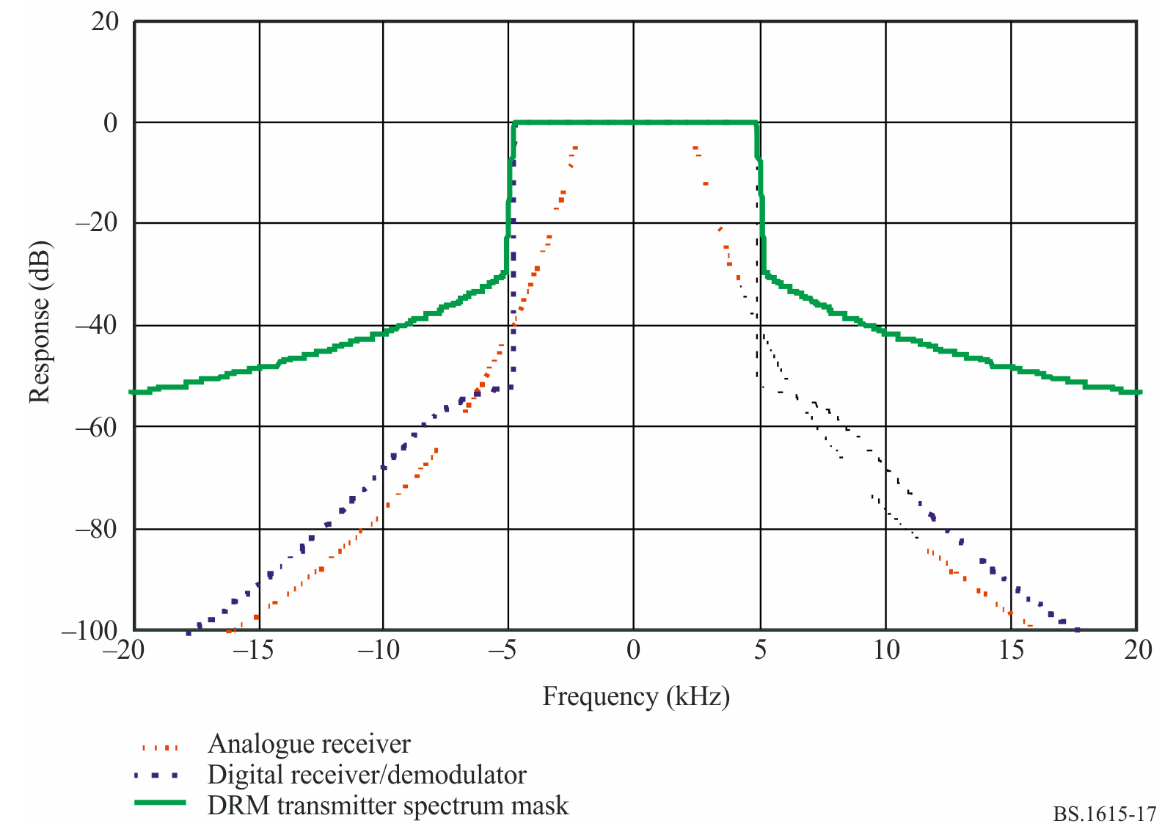 20
0
–20
–40
–60
–80
–100
Response (dB)
–20 –15 –10 –5 0 5 10 15 20
Frequency (kHz)
Analogue receiver
Digital receiver/demodulator
DRM transmitter spectrum mask
BS.1615-17